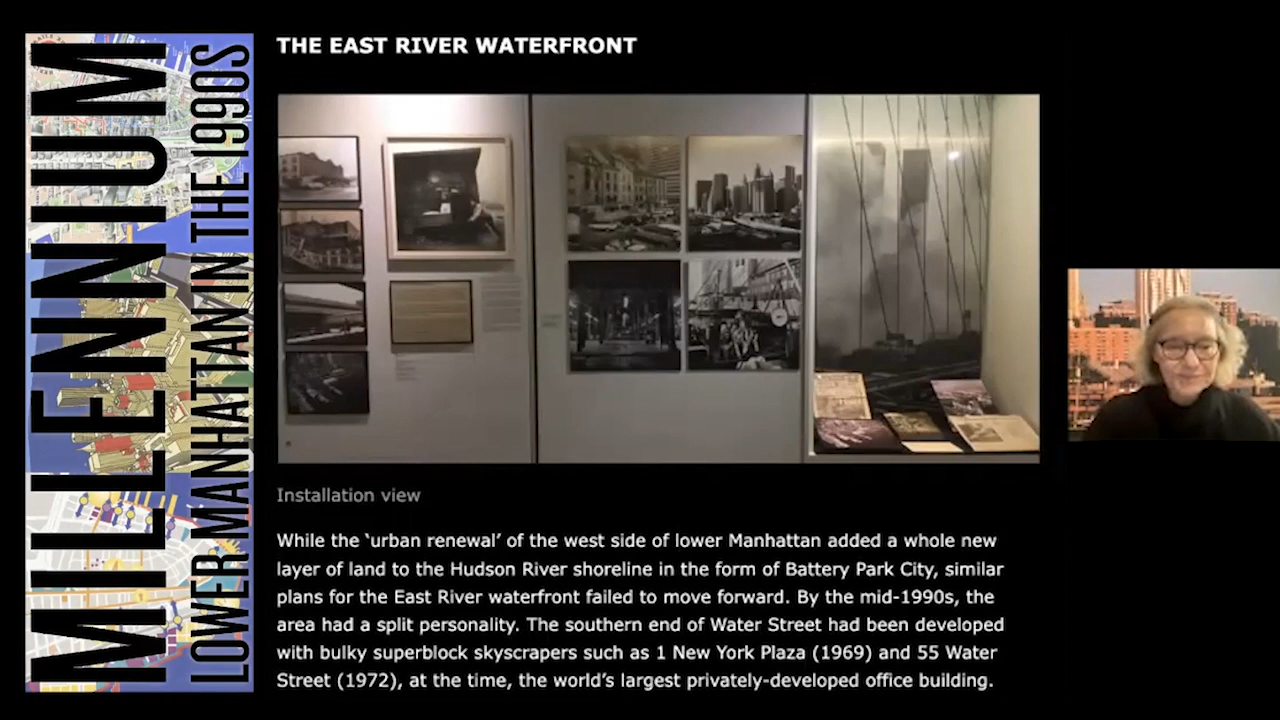 MILLENNIUM
LOWER MANHATTAN IN THE 1990S
THE EAST RIVER WATERFRONT
Installation view
While the ‘urban renewal’ of the west side of lower Manhattan added a whole new
layer of land to the Hudson River shoreline in the form of Battery Park City, similar
plans for the East River waterfront failed to move forward. By the mid-1990s, the
area had a split personality. The southern end of Water Street had been developed
with bulky superblock skyscrapers such as 1 New York Plaza (1969) and 55 Water
Street (1972), at the time, the world’s largest privately-developed office building.